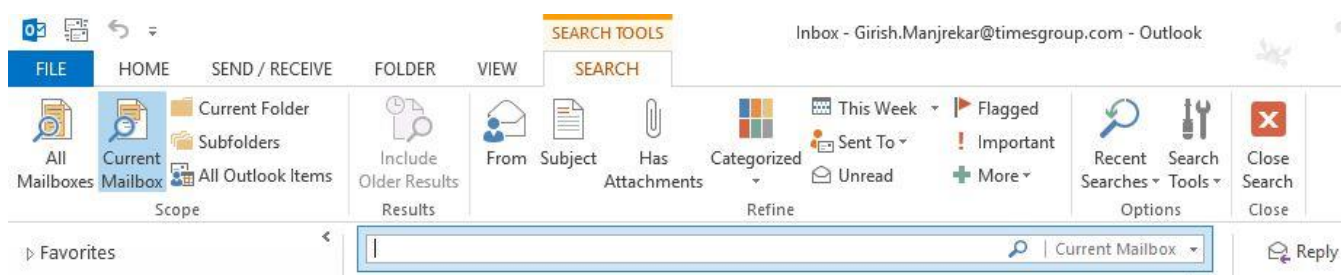 SEARCH TOOLS
Inbox - Girish.Manjrekar@timesgroup.com - Outlook
FILE HOME SEND / RECEIVE FOLDER VIEW SEARCH
All Mailboxes
Current Mailbox
Current Folder
Subfolders
All Outlook Items
Scope
Include Older Results
Results
From
Subject
Has Attachments
Categorized
This Week
Sent To
Unread
Flagged
Important
More
Refine
Recent Searches
Search Tools
Options
Close Search
Close
Favorites
Current Mailbox
Reply